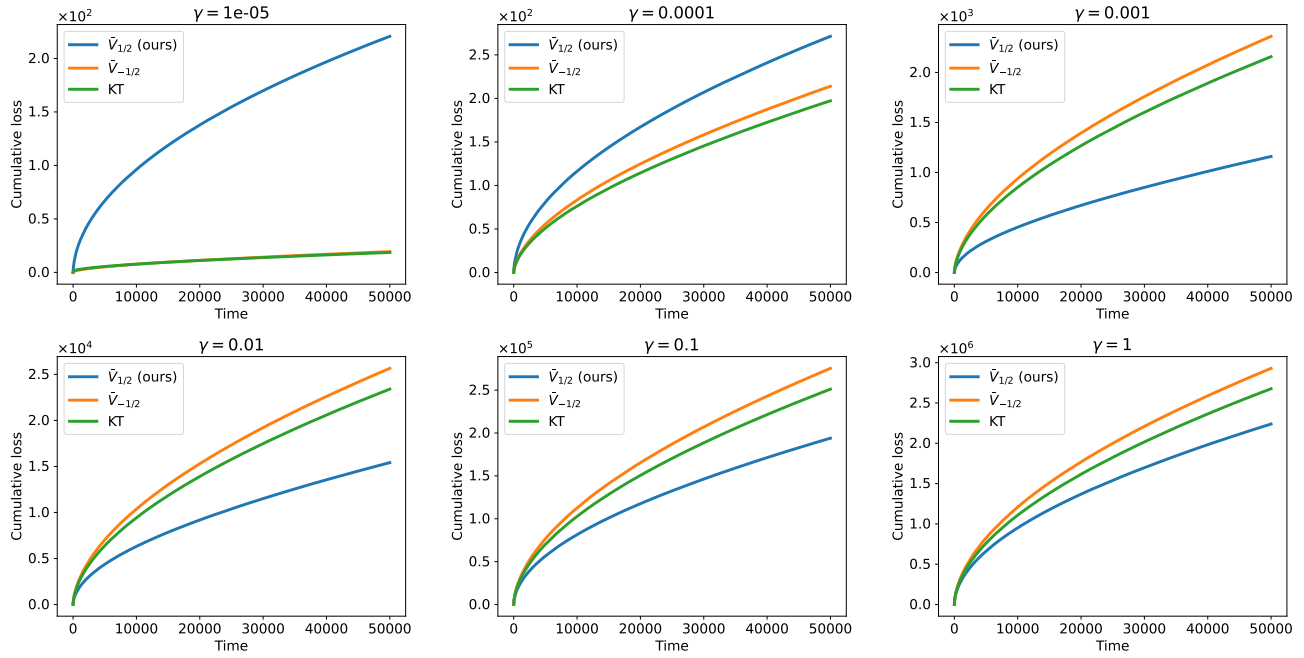 ×10²
γ = 1e-05
V̄₁/₂ (ours)
V̄₋₁/₂
KT
2.0
1.5
1.0
0.5
0.0
Cumulative loss
0 10000 20000 30000 40000 50000
Time
×10²
γ = 0.0001
V̄₁/₂ (ours)
V̄₋₁/₂
KT
2.5
2.0
1.5
1.0
0.5
0.0
Cumulative loss
0 10000 20000 30000 40000 50000
Time
×10³
γ = 0.001
V̄₁/₂ (ours)
V̄₋₁/₂
KT
2.0
1.5
1.0
0.5
0.0
Cumulative loss
0 10000 20000 30000 40000 50000
Time
×10⁴
γ = 0.01
V̄₁/₂ (ours)
V̄₋₁/₂
KT
2.5
2.0
1.5
1.0
0.5
0.0
Cumulative loss
0 10000 20000 30000 40000 50000
Time
×10⁵
γ = 0.1
V̄₁/₂ (ours)
V̄₋₁/₂
KT
2.5
2.0
1.5
1.0
0.5
0.0
Cumulative loss
0 10000 20000 30000 40000 50000
Time
×10⁶
γ = 1
V̄₁/₂ (ours)
V̄₋₁/₂
KT
3.0
2.5
2.0
1.5
1.0
0.5
0.0
Cumulative loss
0 10000 20000 30000 40000 50000
Time